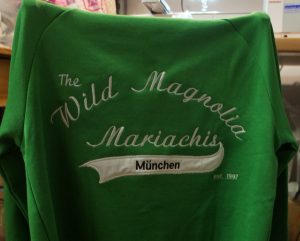 The
Wild Magnolia
Mariachis
München
est. 1997